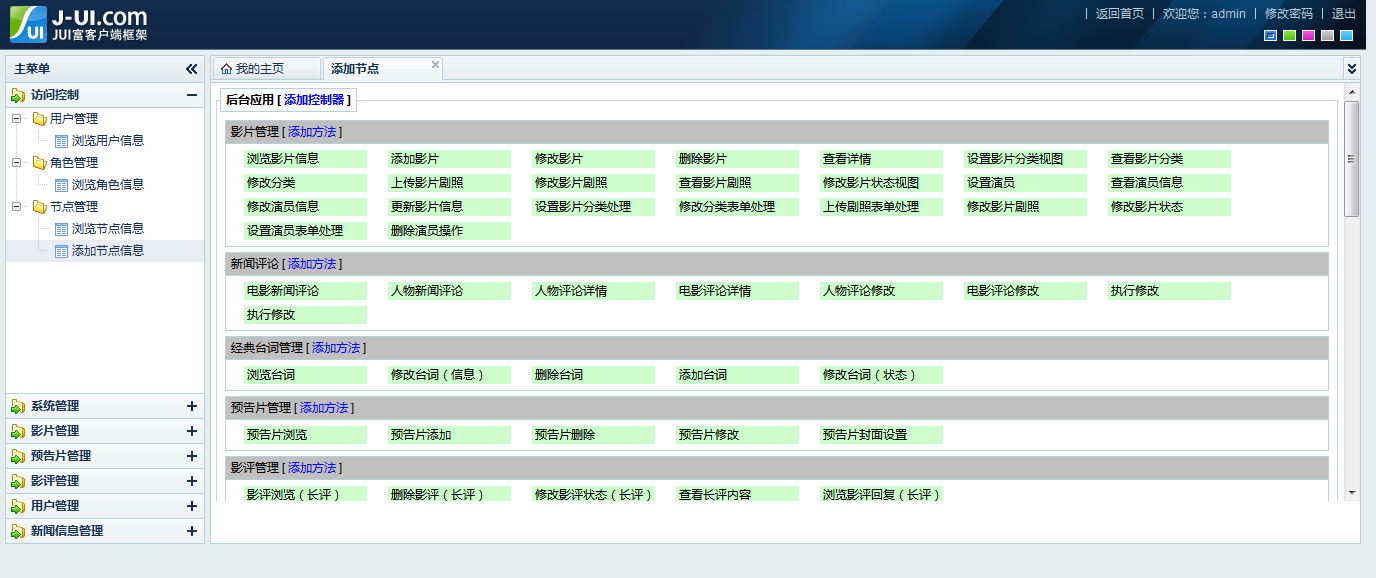 J-UI.com
JUI富客户端框架
| 返回首页 | 欢迎您：admin | 修改密码 | 退出
主菜单
访问控制
用户管理
浏览用户信息
角色管理
浏览角色信息
节点管理
浏览节点信息
添加节点信息
系统管理
影片管理
预告片管理
影评管理
用户管理
新闻信息管理
我的主页 添加节点
后台应用 [ 添加控制器 ]
影片管理 [ 添加方法 ]
浏览影片信息 添加影片 修改影片 删除影片 查看详情 设置影片分类视图 查看影片分类
修改分类 上传影片剧照 修改影片剧照 查看影片剧照 修改影片状态视图 设置演员 查看演员信息
修改演员信息 更新影片信息 设置影片分类处理 修改分类表单处理 上传剧照表单处理 修改影片剧照 修改影片状态
设置演员表单处理 删除演员操作
新闻评论 [ 添加方法 ]
电影新闻评论 人物新闻评论 人物评论详情 电影评论详情 人物评论修改 电影评论修改 执行修改
执行修改
经典台词管理 [ 添加方法 ]
浏览台词 修改台词（信息） 删除台词 添加台词 修改台词（状态）
预告片管理 [ 添加方法 ]
预告片浏览 预告片添加 预告片删除 预告片修改 预告片封面设置
影评管理 [ 添加方法 ]
影评浏览（长评） 删除影评（长评） 修改影评状态（长评） 查看长评内容 浏览影评回复（长评）